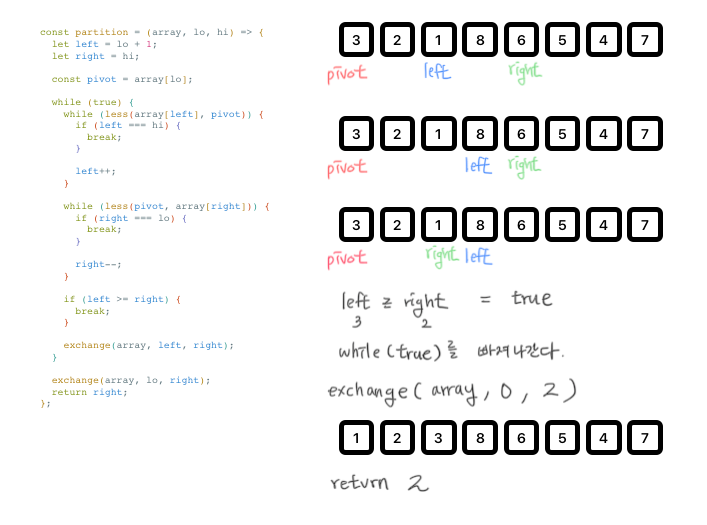 const partition = (array, lo, hi) => {
let left = lo + 1;
let right = hi;
const pivot = array[lo];
while (true) {
while (less(array[left], pivot)) {
if (left === hi) {
break;
}
left++;
}
while (less(pivot, array[right])) {
if (right === lo) {
break;
}
right--;
}
if (left >= right) {
break;
}
exchange(array, left, right);
}
exchange(array, lo, right);
return right;
};
3 2 1 8 6 5 4 7
pivot left right
3 2 1 8 6 5 4 7
pivot left right
3 2 1 8 6 5 4 7
pivot right left
left ≥ right = true
3 2
while (true)를 빠져나간다.
exchange( array, 0, 2 )
1 2 3 8 6 5 4 7
return 2